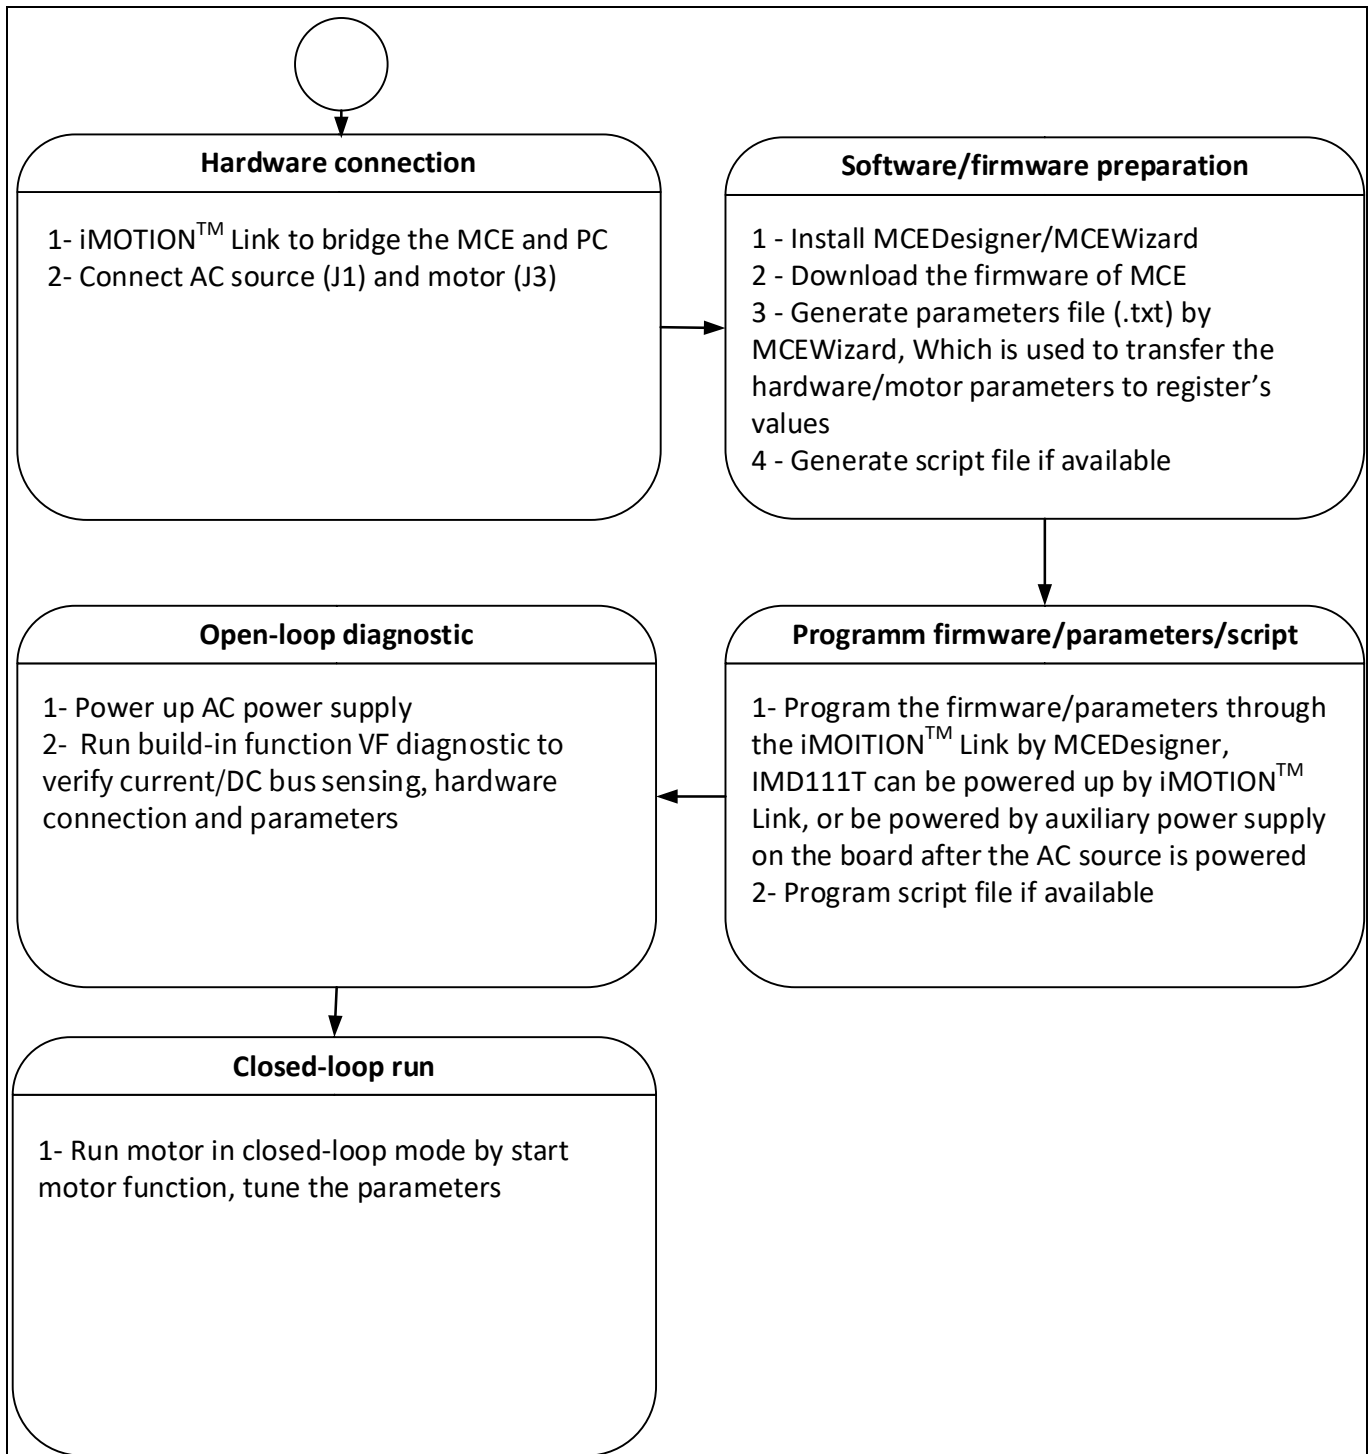 Hardware connection
1- iMOTION™ Link to bridge the MCE and PC
2- Connect AC source (J1) and motor (J3)
Software/firmware preparation
1 - Install MCEDesigner/MCEWizard
2 - Download the firmware of MCE
3 - Generate parameters file (.txt) by
MCEWizard, Which is used to transfer the
hardware/motor parameters to register’s
values
4 - Generate script file if available
Programm firmware/parameters/script
1- Program the firmware/parameters through
the iMOITION™ Link by MCEDesigner,
IMD111T can be powered up by iMOTION™
Link, or be powered by auxiliary power supply
on the board after the AC source is powered
2- Program script file if available
Open-loop diagnostic
1- Power up AC power supply
2- Run build-in function VF diagnostic to
verify current/DC bus sensing, hardware
connection and parameters
Closed-loop run
1- Run motor in closed-loop mode by start
motor function, tune the parameters